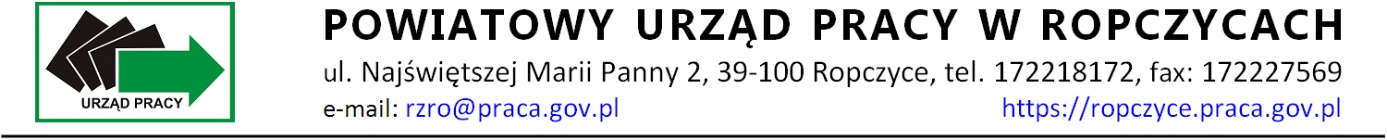 URZĄD PRACY
POWIATOWY URZĄD PRACY W ROPCZYCACH
ul. Najświętszej Marii Panny 2, 39-100 Ropczyce, tel. 172218172, fax: 172227569
e-mail: rzro@praca.gov.pl https://ropczyce.praca.gov.pl